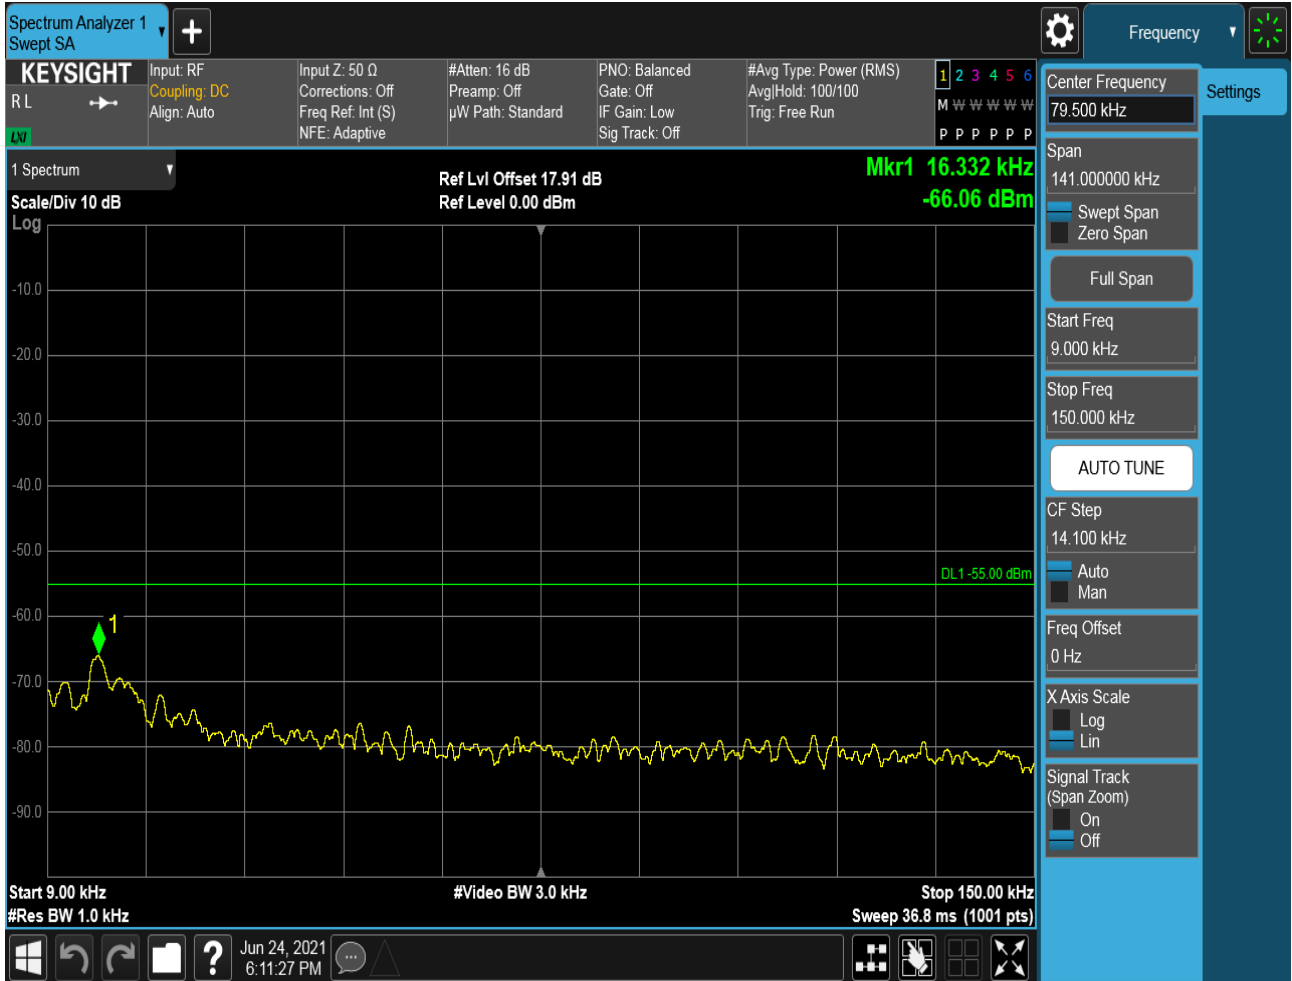 Spectrum Analyzer 1
Swept SA
+
Frequency
KEYSIGHT
R L
LXI
Input: RF
Coupling: DC
Align: Auto
Input Z: 50 Ω
Corrections: Off
Freq Ref: Int (S)
NFE: Adaptive
#Atten: 16 dB
Preamp: Off
µW Path: Standard
PNO: Balanced
Gate: Off
IF Gain: Low
Sig Track: Off
#Avg Type: Power (RMS)
Avg|Hold: 100/100
Trig: Free Run
1 2 3 4 5 6
M W W W W W
P P P P P P
1 Spectrum
Scale/Div 10 dB
Log
Ref Lvl Offset 17.91 dB
Ref Level 0.00 dBm
Mkr1 16.332 kHz
-66.06 dBm
-10.0
-20.0
-30.0
-40.0
-50.0
DL1 -55.00 dBm
-60.0
1
-70.0
-80.0
-90.0
Start 9.00 kHz
#Video BW 3.0 kHz
Stop 150.00 kHz
#Res BW 1.0 kHz
Sweep 36.8 ms (1001 pts)
?
Jun 24, 2021
6:11:27 PM
Center Frequency
79.500 kHz
Settings
Span
141.000000 kHz
Swept Span
Zero Span
Full Span
Start Freq
9.000 kHz
Stop Freq
150.000 kHz
AUTO TUNE
CF Step
14.100 kHz
Auto
Man
Freq Offset
0 Hz
X Axis Scale
Log
Lin
Signal Track
(Span Zoom)
On
Off